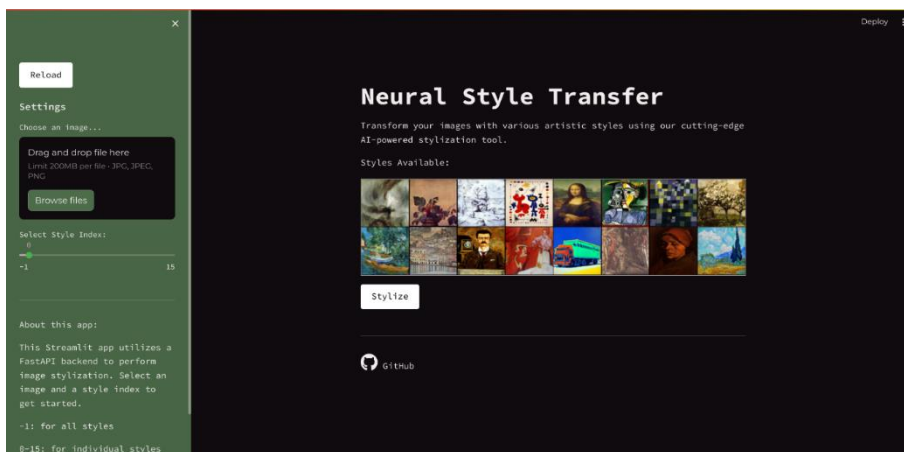 ×
Reload
Settings
Choose an image...
Drag and drop file here
Limit 200MB per file · JPG, JPEG,
PNG
Browse files
Select Style Index:
0
-1 15
About this app:
This Streamlit app utilizes a
FastAPI backend to perform
image stylization. Select an
image and a style index to
get started.
-1: for all styles
0-15: for individual styles
Deploy
Neural Style Transfer
Transform your images with various artistic styles using our cutting-edge
AI-powered stylization tool.
Styles Available:
Stylize
GitHub